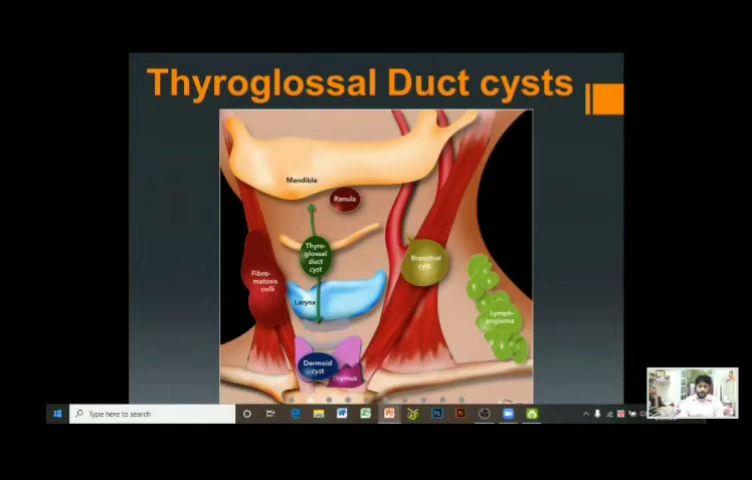 Thyroglossal Duct cysts
Mandible
Ranula
Thyro-
glossal
duct
cyst
Branchial
cyst
Fibro-
matosis
colli
Larynx
Lymph-
angioma
Dermoid
cyst
Thymus
Type here to search